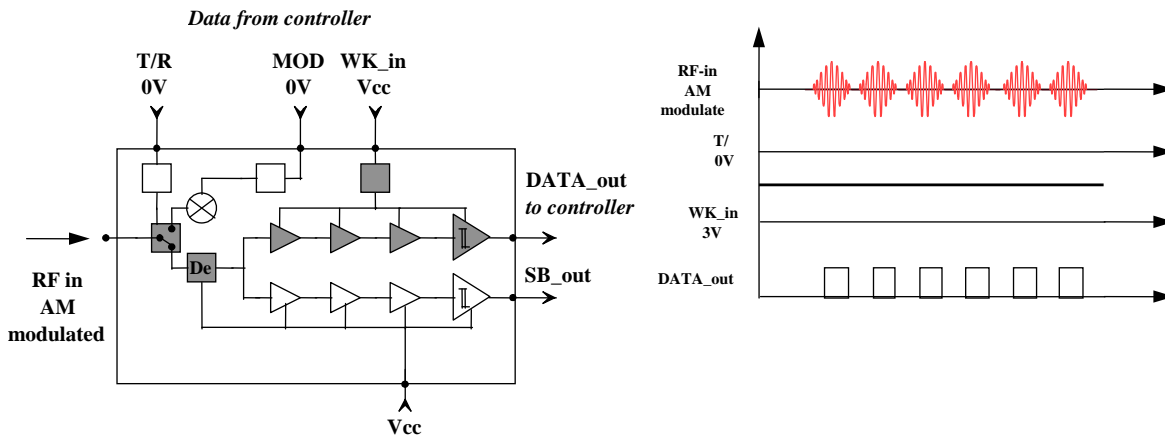 Data from controller
T/R
0V
MOD
0V
WK_in
Vcc
DATA_out
to controller
De
SB_out
RF in
AM
modulated
Vcc
RF-in
AM
modulate
T/
0V
WK_in
3V
DATA_out